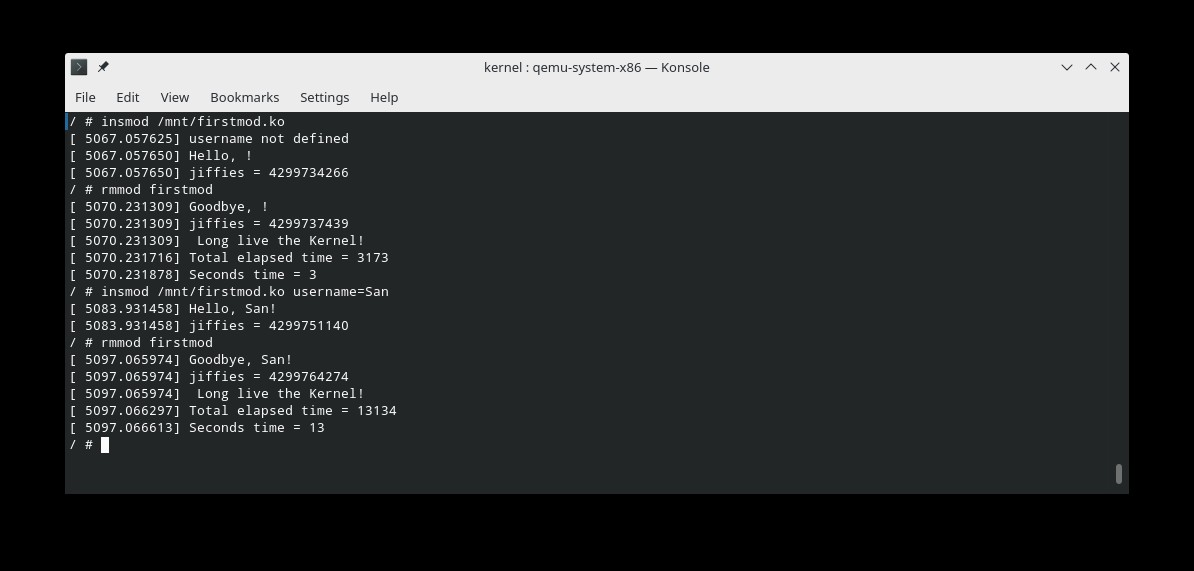 kernel : qemu-system-x86 — Konsole
File Edit View Bookmarks Settings Help
/ # insmod /mnt/firstmod.ko
[ 5067.057625] username not defined
[ 5067.057650] Hello, !
[ 5067.057650] jiffies = 4299734266
/ # rmmod firstmod
[ 5070.231309] Goodbye, !
[ 5070.231309] jiffies = 4299737439
[ 5070.231309]  Long live the Kernel!
[ 5070.231716] Total elapsed time = 3173
[ 5070.231878] Seconds time = 3
/ # insmod /mnt/firstmod.ko username=San
[ 5083.931458] Hello, San!
[ 5083.931458] jiffies = 4299751140
/ # rmmod firstmod
[ 5097.065974] Goodbye, San!
[ 5097.065974] jiffies = 4299764274
[ 5097.065974]  Long live the Kernel!
[ 5097.066297] Total elapsed time = 13134
[ 5097.066613] Seconds time = 13
/ #